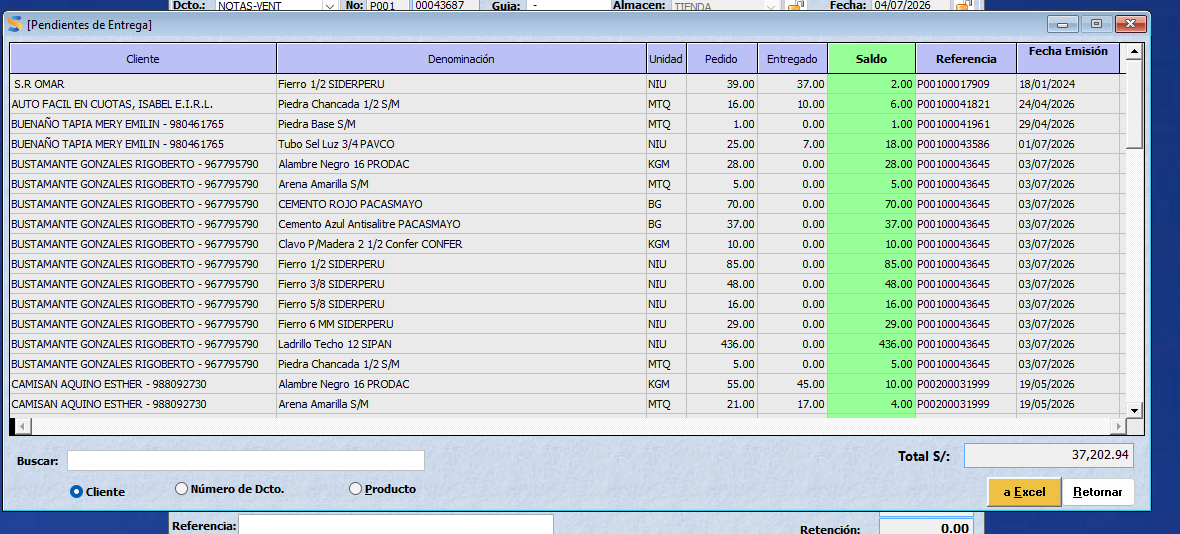 Dcto.: NOTAS-VENT No: P001 00043687 Guia: - Almacen: TIENDA Fecha: 04/07/2026
[Pendientes de Entrega]
Cliente Denominación Unidad Pedido Entregado Saldo Referencia Fecha Emisión
S.R OMAR Fierro 1/2 SIDERPERU NIU 39.00 37.00 2.00 P00100017909 18/01/2024
AUTO FACIL EN CUOTAS, ISABEL E.I.R.L. Piedra Chancada 1/2 S/M MTQ 16.00 10.00 6.00 P00100041821 24/04/2026
BUENAÑO TAPIA MERY EMILIN - 980461765 Piedra Base S/M MTQ 1.00 0.00 1.00 P00100041961 29/04/2026
BUENAÑO TAPIA MERY EMILIN - 980461765 Tubo Sel Luz 3/4 PAVCO NIU 25.00 7.00 18.00 P00100043586 01/07/2026
BUSTAMANTE GONZALES RIGOBERTO - 967795790 Alambre Negro 16 PRODAC KGM 28.00 0.00 28.00 P00100043645 03/07/2026
BUSTAMANTE GONZALES RIGOBERTO - 967795790 Arena Amarilla S/M MTQ 5.00 0.00 5.00 P00100043645 03/07/2026
BUSTAMANTE GONZALES RIGOBERTO - 967795790 CEMENTO ROJO PACASMAYO BG 70.00 0.00 70.00 P00100043645 03/07/2026
BUSTAMANTE GONZALES RIGOBERTO - 967795790 Cemento Azul Antisalitre PACASMAYO BG 37.00 0.00 37.00 P00100043645 03/07/2026
BUSTAMANTE GONZALES RIGOBERTO - 967795790 Clavo P/Madera 2 1/2 Confer CONFER KGM 10.00 0.00 10.00 P00100043645 03/07/2026
BUSTAMANTE GONZALES RIGOBERTO - 967795790 Fierro 1/2 SIDERPERU NIU 85.00 0.00 85.00 P00100043645 03/07/2026
BUSTAMANTE GONZALES RIGOBERTO - 967795790 Fierro 3/8 SIDERPERU NIU 48.00 0.00 48.00 P00100043645 03/07/2026
BUSTAMANTE GONZALES RIGOBERTO - 967795790 Fierro 5/8 SIDERPERU NIU 16.00 0.00 16.00 P00100043645 03/07/2026
BUSTAMANTE GONZALES RIGOBERTO - 967795790 Fierro 6 MM SIDERPERU NIU 29.00 0.00 29.00 P00100043645 03/07/2026
BUSTAMANTE GONZALES RIGOBERTO - 967795790 Ladrillo Techo 12 SIPAN NIU 436.00 0.00 436.00 P00100043645 03/07/2026
BUSTAMANTE GONZALES RIGOBERTO - 967795790 Piedra Chancada 1/2 S/M MTQ 5.00 0.00 5.00 P00100043645 03/07/2026
CAMISAN AQUINO ESTHER - 988092730 Alambre Negro 16 PRODAC KGM 55.00 45.00 10.00 P00200031999 19/05/2026
CAMISAN AQUINO ESTHER - 988092730 Arena Amarilla S/M MTQ 21.00 17.00 4.00 P00200031999 19/05/2026
Buscar: Total S/: 37,202.94
Cliente Número de Dcto. Producto a Excel Retornar
Referencia: Retención: 0.00